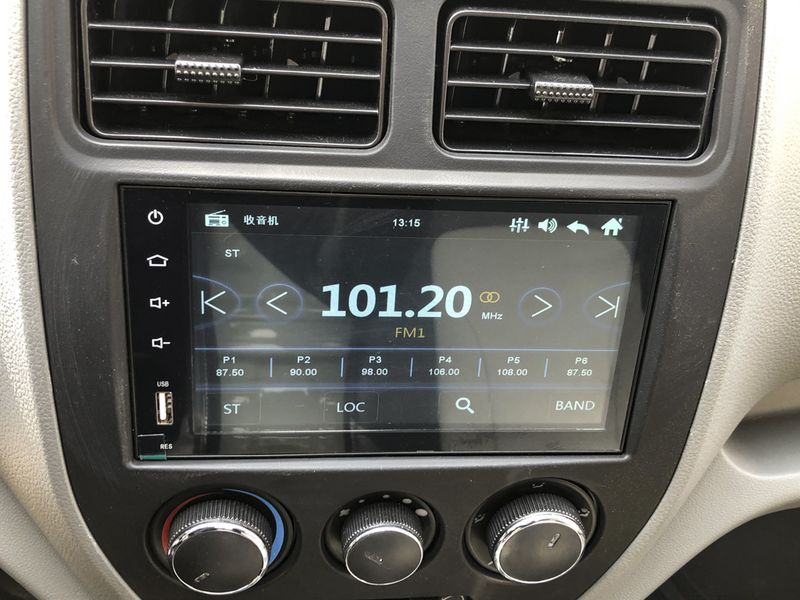 收音机
13:15
ST
101.20
MHz
FM1
P1 P2 P3 P4 P5 P6
87.50 90.00 98.00 106.00 108.00 87.50
ST LOC BAND
USB
RES